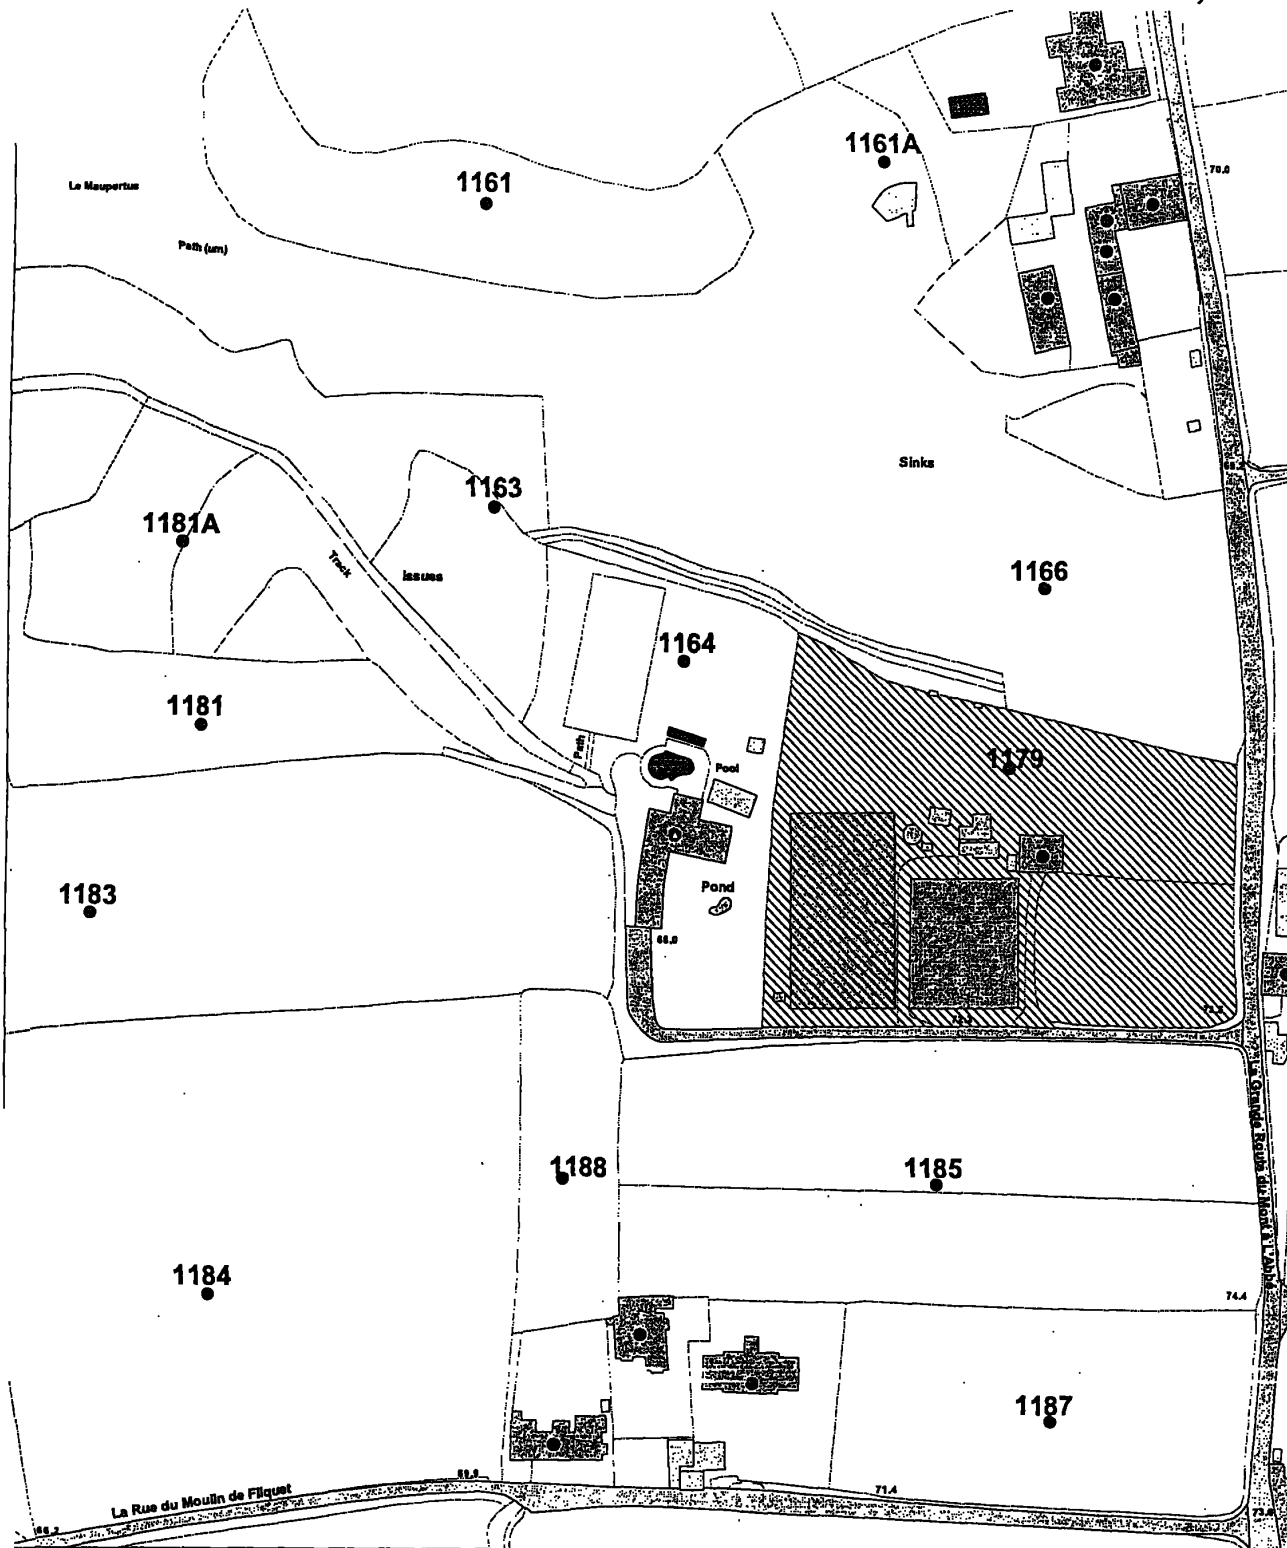 1161A
70.0
1161
Le Maupertus
Path (um)
Sinks
1163
1181A
Track
Issues
1166
1164
1181
Path
Pool
1179
1183
Pond
1188
1185
La Grande Route du Mont à L'Abbé
1184
74.4
1187
La Rue du Moulin de Fliquet
71.4